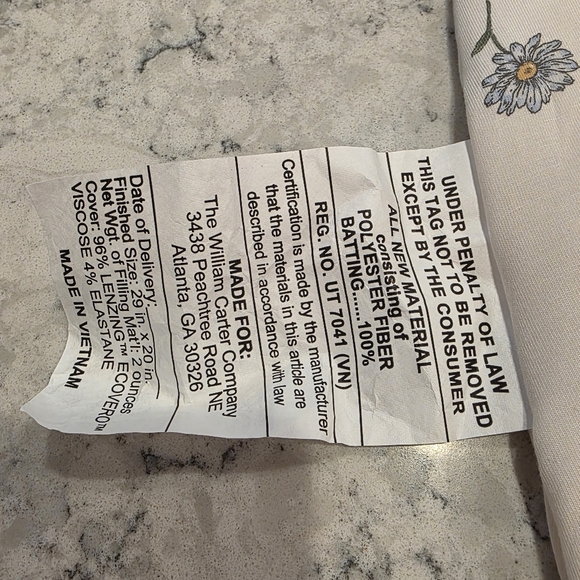 UNDER PENALTY OF LAW
THIS TAG NOT TO BE REMOVED
EXCEPT BY THE CONSUMER
ALL NEW MATERIAL
consisting of
POLYESTER FIBER
BATTING.......100%
REG. NO. UT 7041 (VN)
Certification is made by the manufacturer
that the materials in this article are
described in accordance with law
MADE FOR:
The William Carter Company
3438 Peachtree Road NE
Atlanta, GA 30326
Date of Delivery:
Finished Size: 29 in. x 20 in.
Net Wgt. of Filling Mat'l: 2 ounces
Cover: 96% LENZING™ ECOVERO™
VISCOSE 4% ELASTANE
MADE IN VIETNAM